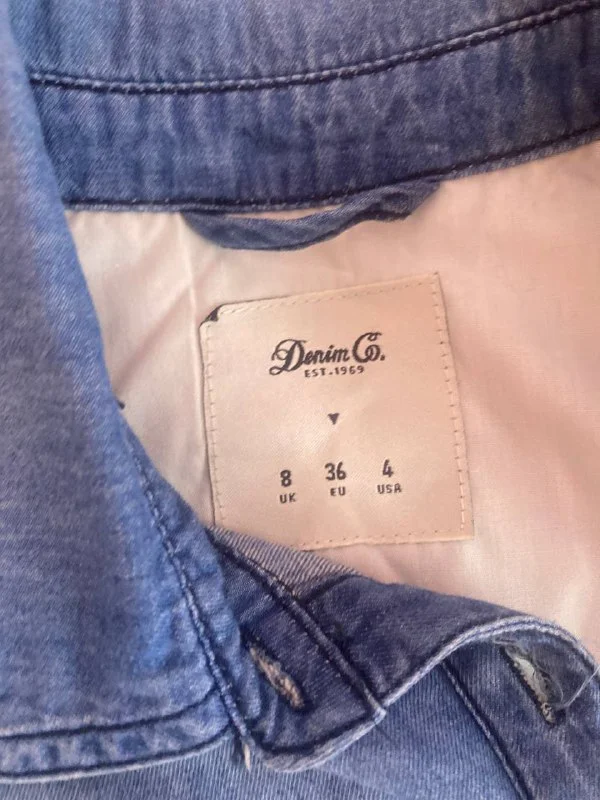 Denim Co.
EST.1969
8 36 4
UK EU USA